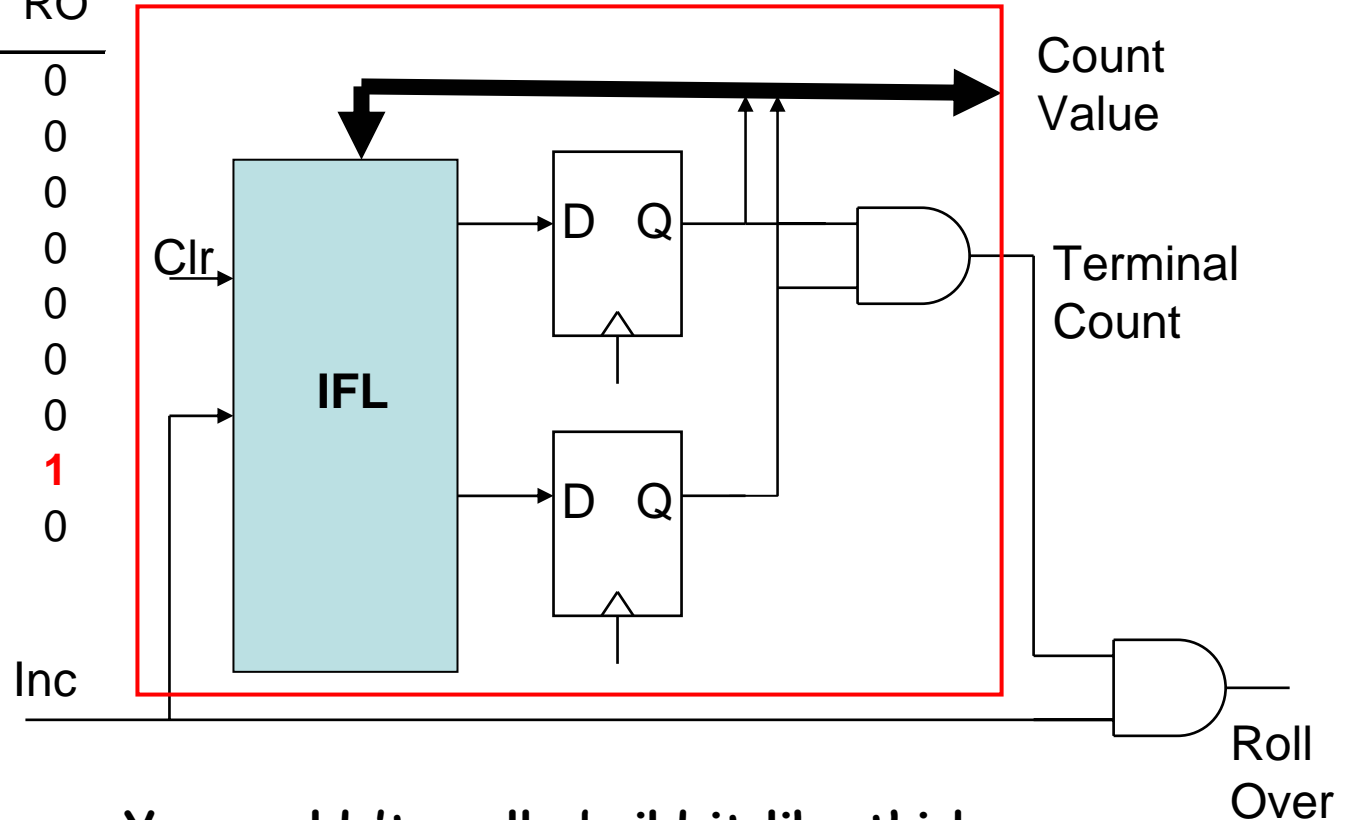 RO
0
0
0
0
0
0
0
1
0
Count
Value
Clr
D Q
Terminal
Count
IFL
D Q
Inc
Roll
Over